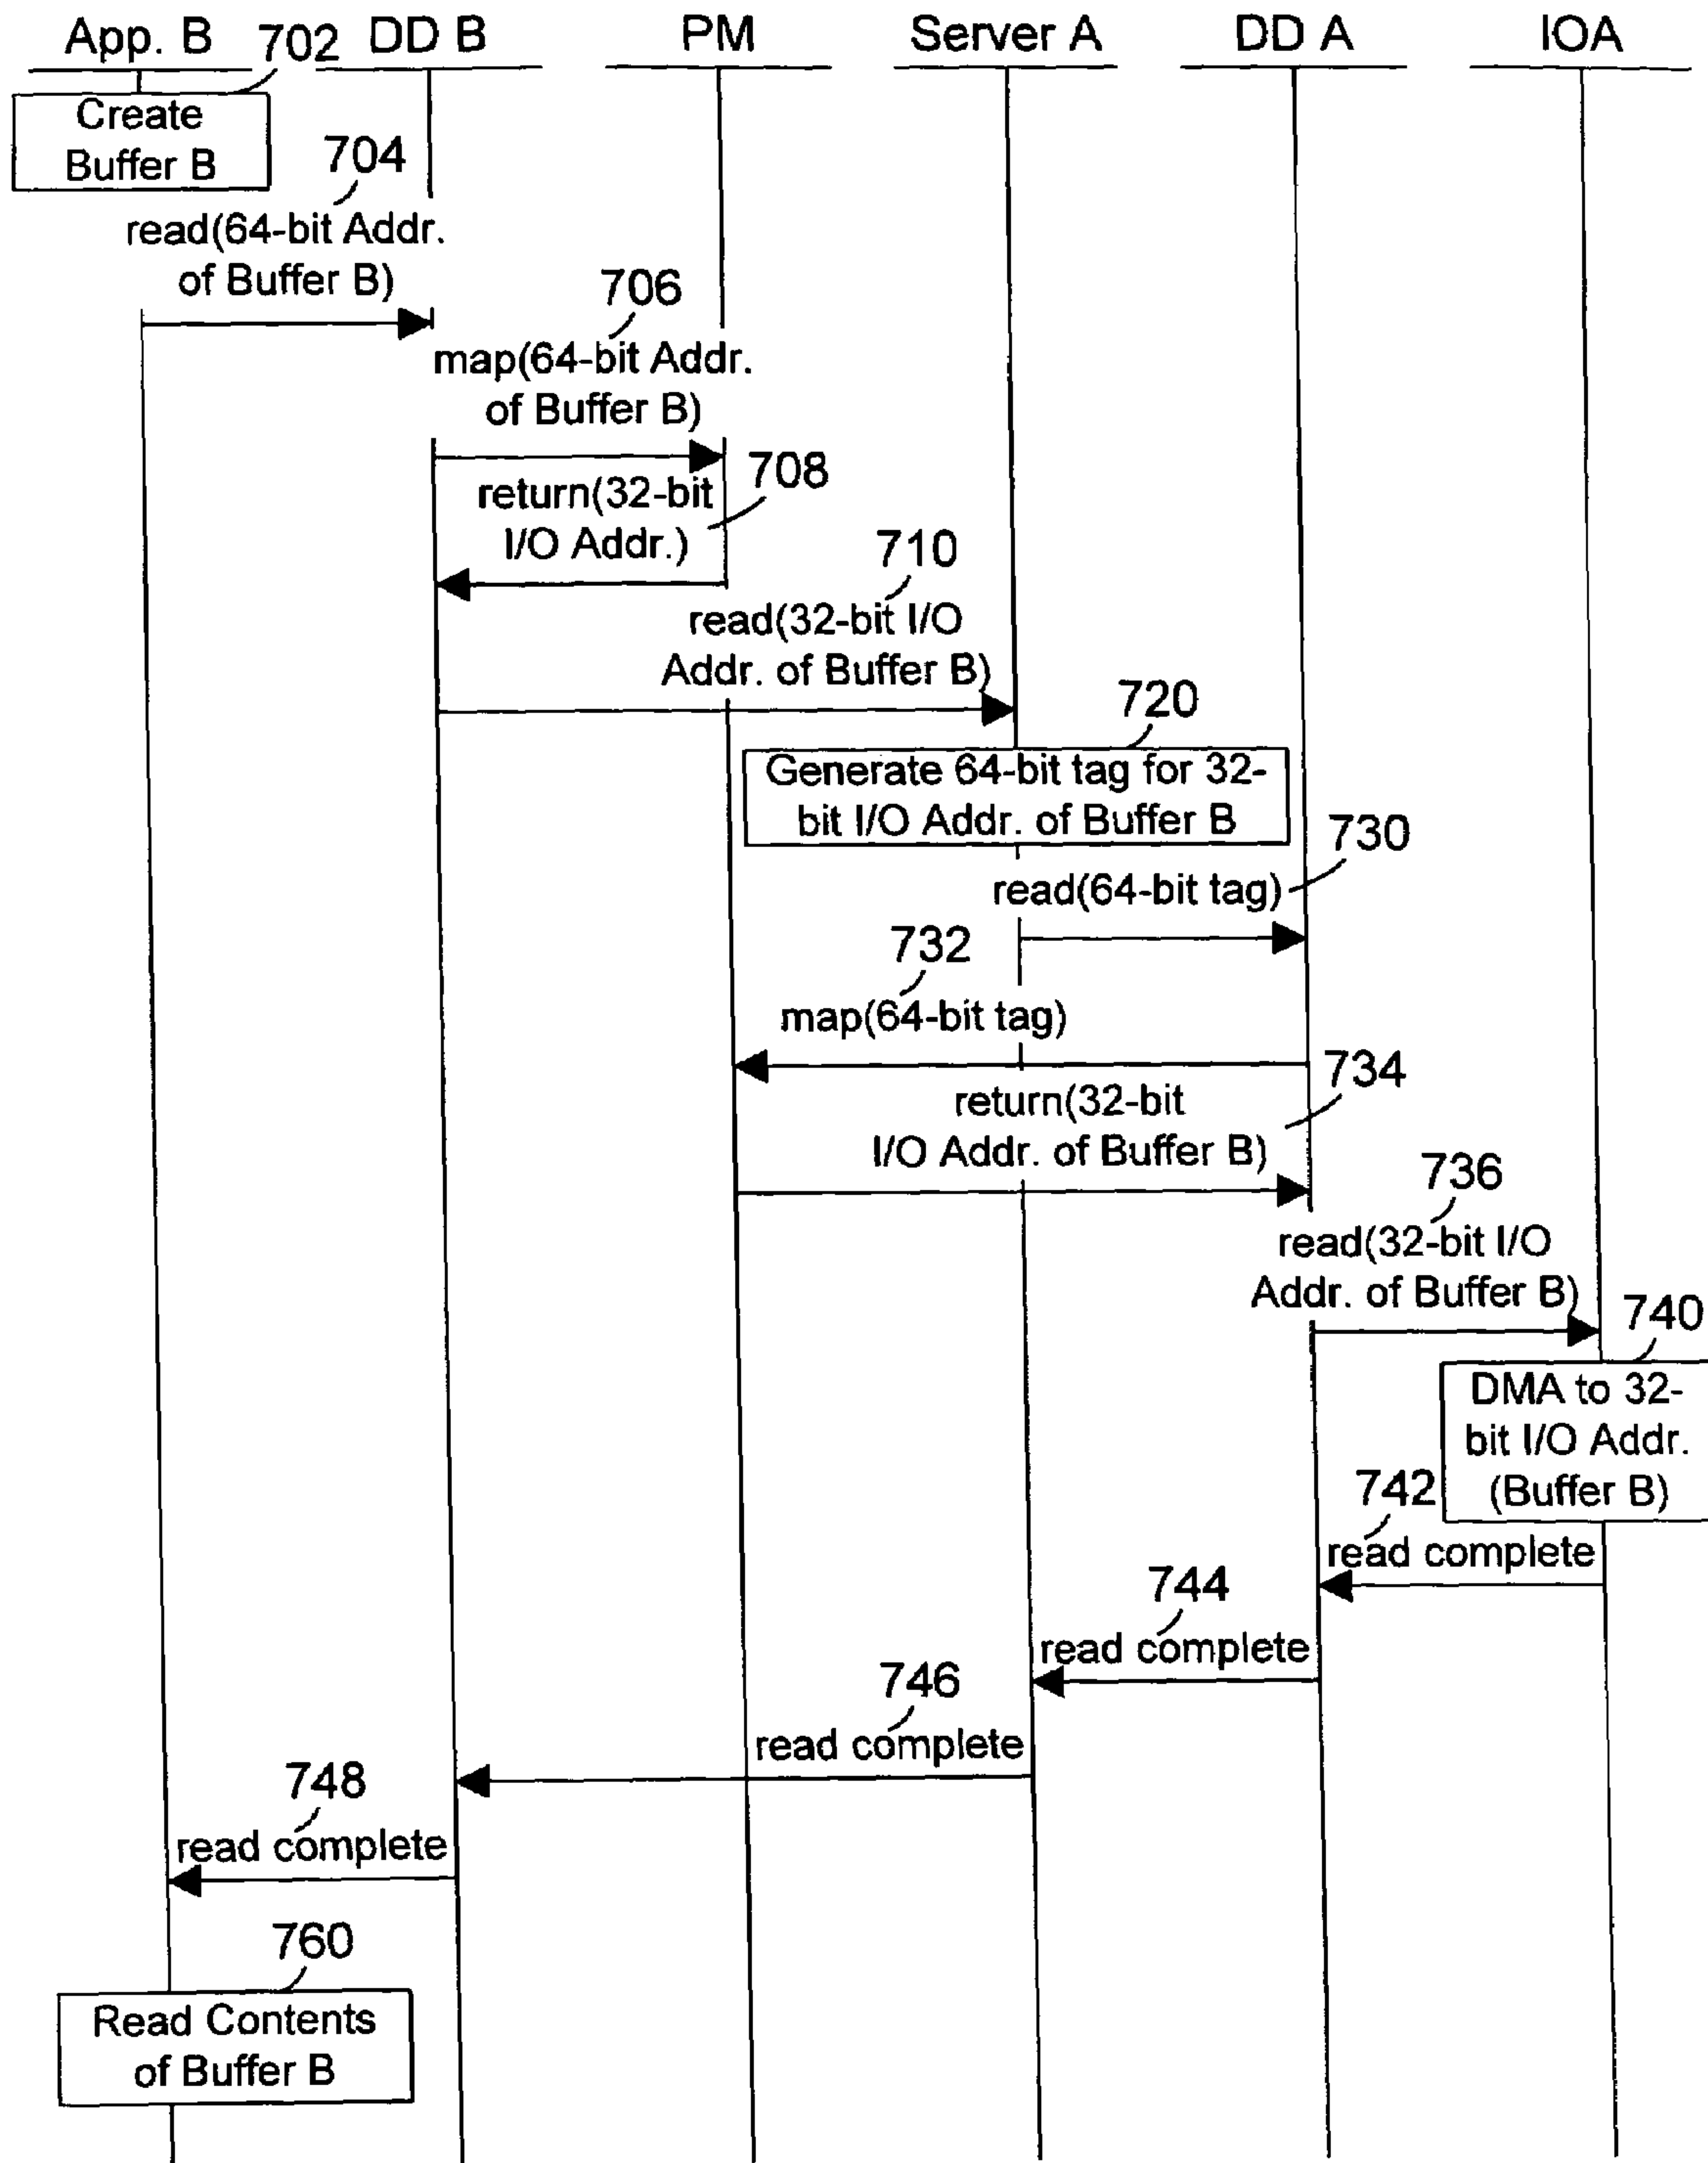 App. B 702 DD B PM Server A DD A IOA
Create
Buffer B
704
read(64-bit Addr.
of Buffer B)
706
map(64-bit Addr.
of Buffer B)
708
return(32-bit
I/O Addr.)
710
read(32-bit I/O
Addr. of Buffer B)
720
Generate 64-bit tag for 32-
bit I/O Addr. of Buffer B
730
read(64-bit tag)
732
map(64-bit tag)
734
return(32-bit
I/O Addr. of Buffer B)
736
read(32-bit I/O
Addr. of Buffer B)
740
DMA to 32-
bit I/O Addr.
(Buffer B)
742
read complete
744
read complete
746
read complete
748
read complete
760
Read Contents
of Buffer B